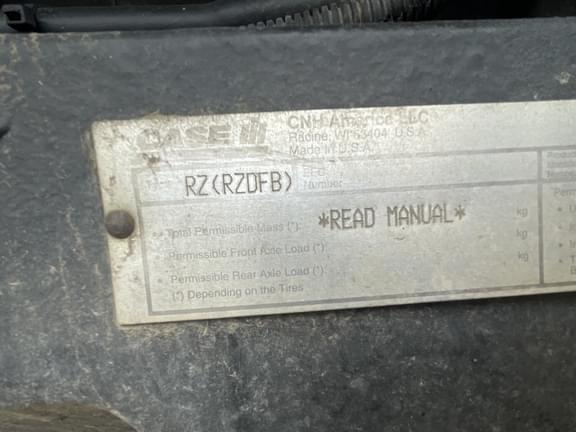 CASE IH
CNH America LLC
Racine, WI 53404, U.S.A.
Made in U.S.A.
RZ(RZDFB)
Number
Total Permissible Mass (*): *READ MANUAL* kg
Permissible Front Axle Load (*): kg
Permissible Rear Axle Load (*): kg
(*) Depending on the Tires